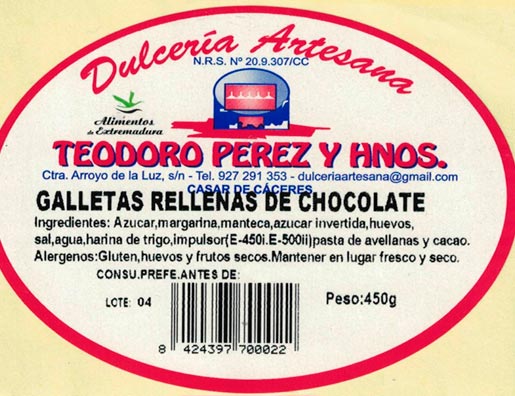 Dulcería Artesana
N.R.S. Nº 20.9.307/CC
Alimentos
de Extremadura
TEODORO PEREZ Y HNOS.
Ctra. Arroyo de la Luz, s/n - Tel. 927 291 353 - dulceriaartesana@gmail.com
CASAR DE CÁCERES
GALLETAS RELLENAS DE CHOCOLATE
Ingredientes: Azucar,margarina,manteca,azucar invertida,huevos,
sal,agua,harina de trigo,impulsor(E-450i.E-500ii)pasta de avellanas y cacao.
Alergenos:Gluten,huevos y frutos secos.Mantener en lugar fresco y seco.
CONSU.PREFE.ANTES DE:
LOTE: 04
Peso:450g
8 424397 700022